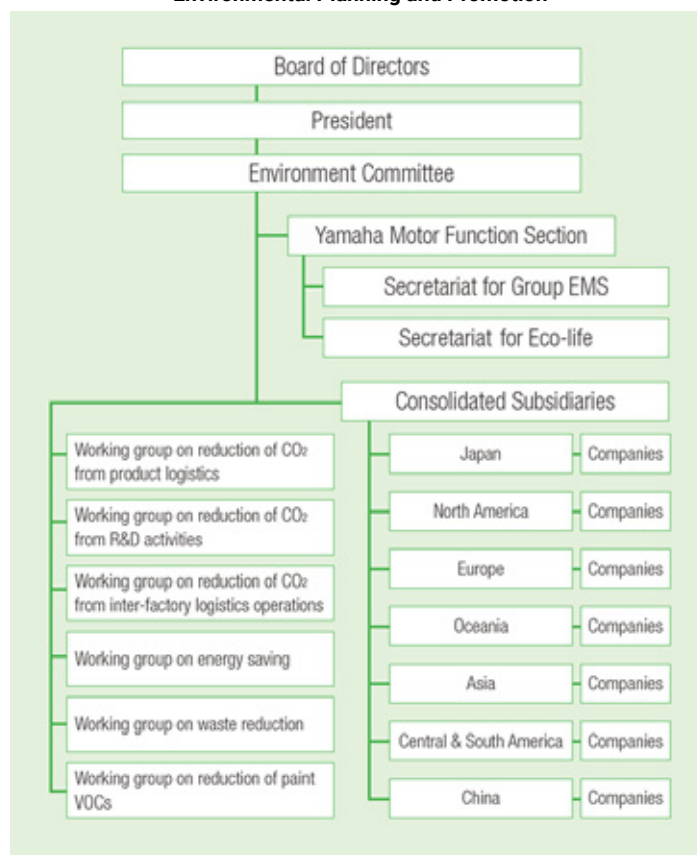 Environmental Planning and Promotion
Board of Directors
President
Environment Committee
Yamaha Motor Function Section
Secretariat for Group EMS
Secretariat for Eco-life
Consolidated Subsidiaries
Working group on reduction of CO₂
from product logistics
Working group on reduction of CO₂
from R&D activities
Working group on reduction of CO₂
from inter-factory logistics operations
Working group on energy saving
Working group on waste reduction
Working group on reduction of paint
VOCs
Japan
Companies
North America
Companies
Europe
Companies
Oceania
Companies
Asia
Companies
Central & South America
Companies
China
Companies